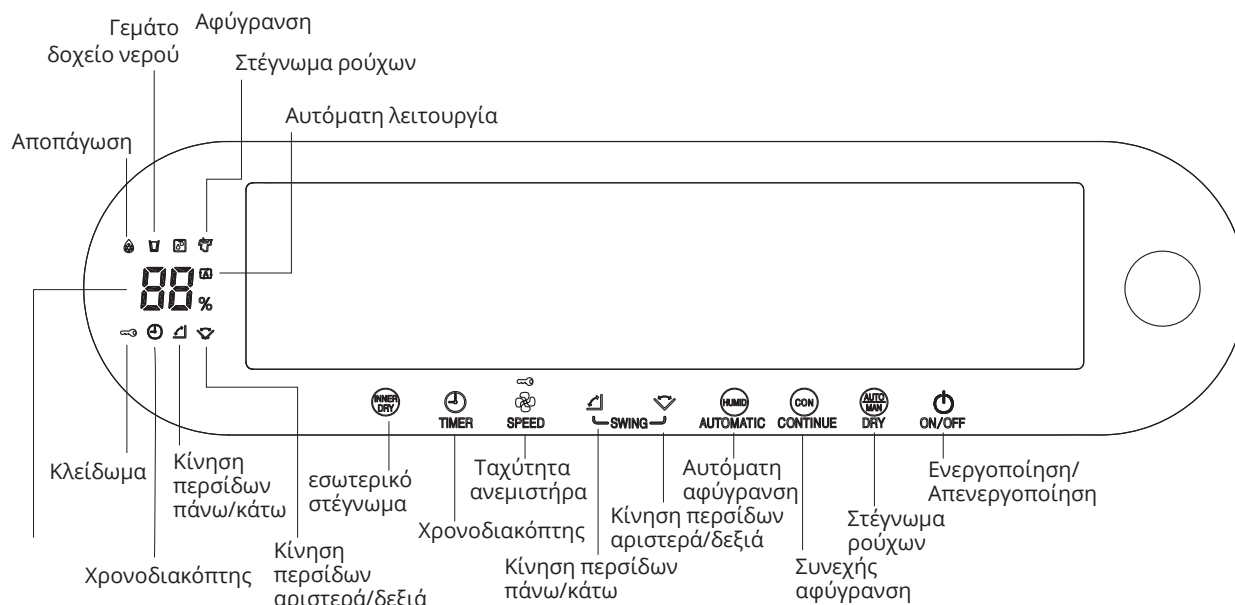 Γεμάτο
δοχείο νερού
Αφύγρανση
Στέγνωμα ρούχων
Αυτόματη λειτουργία
Αποπάγωση
A
88
%
INNER
DRY
TIMER
SPEED
SWING
HUMID
AUTOMATIC
CON
CONTINUE
AUTO
MAN
DRY
ON/OFF
Κλείδωμα
Κίνηση
περσίδων
πάνω/κάτω
εσωτερικό
στέγνωμα
Ταχύτητα
ανεμιστήρα
Αυτόματη
αφύγρανση
Ενεργοποίηση/
Απενεργοποίηση
Χρονοδιακόπτης
Κίνηση περσίδων
αριστερά/δεξιά
Στέγνωμα
ρούχων
Χρονοδιακόπτης
Κίνηση
περσίδων
αριστερά/δεξιά
Κίνηση περσίδων
πάνω/κάτω
Συνεχής
αφύγρανση